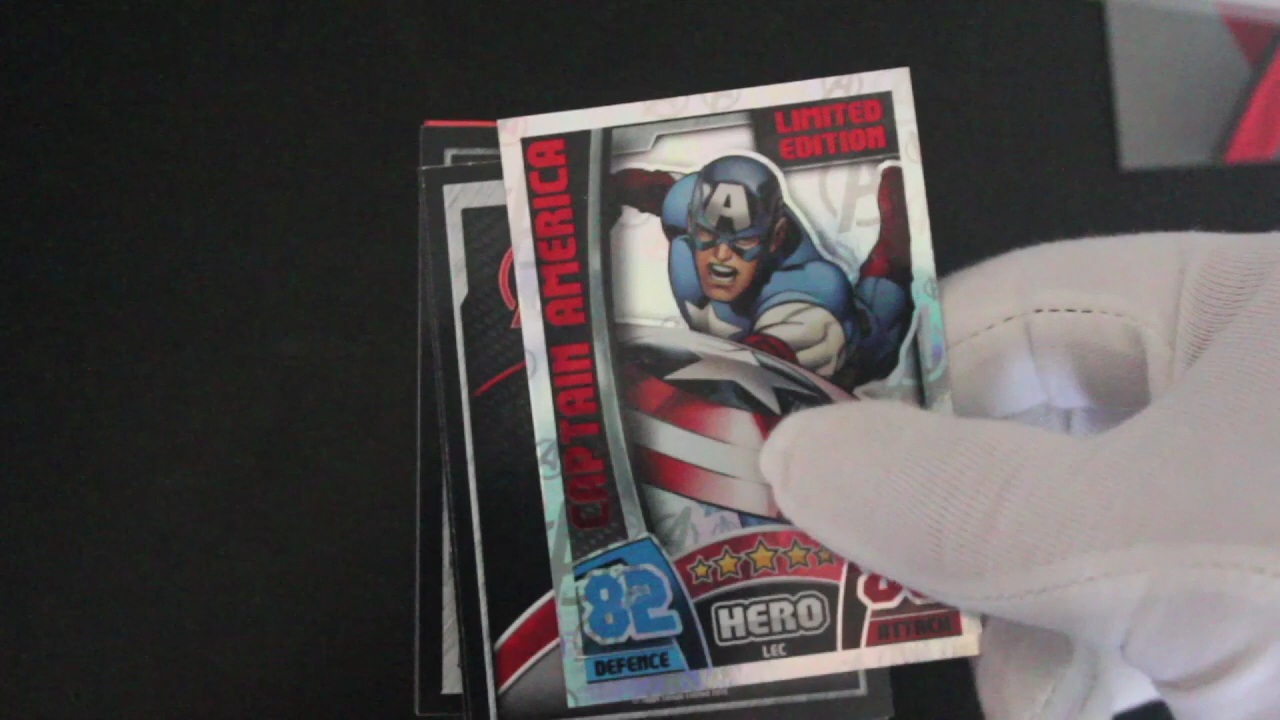 LIMITED
EDITION
CAPTAIN AMERICA
A
82
DEFENCE
HERO
LEC
ATTACK